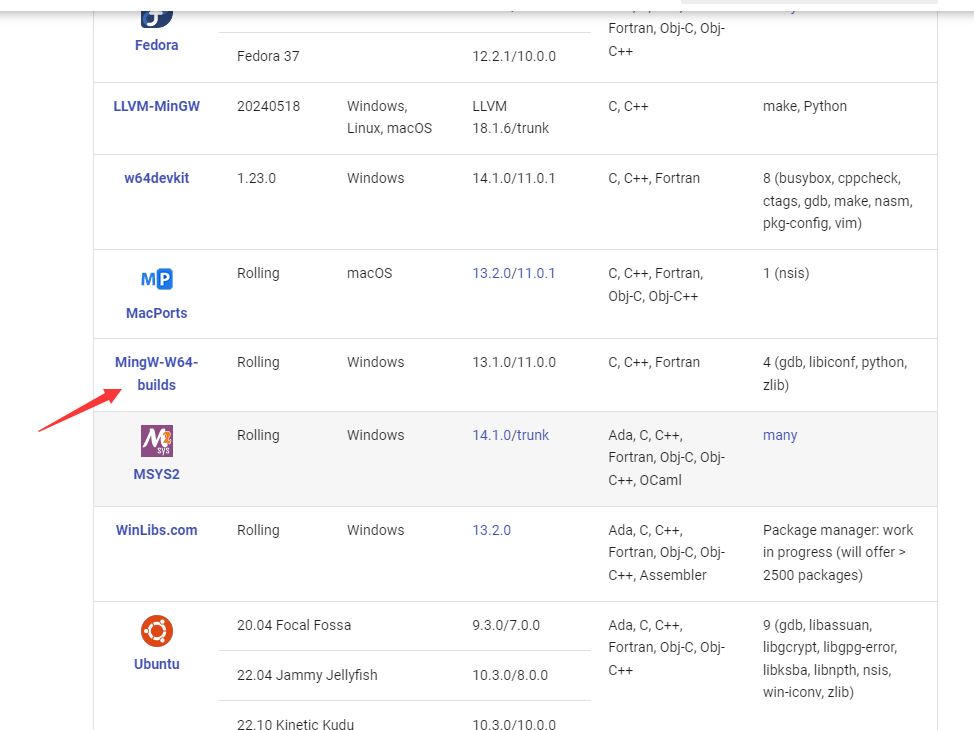 Fortran, Obj-C, Obj-
Fedora
Fedora 37
12.2.1/10.0.0
C++
LLVM-MinGW
20240518
Windows,
Linux, macOS
LLVM
18.1.6/trunk
C, C++
make, Python
w64devkit
1.23.0
Windows
14.1.0/11.0.1
C, C++, Fortran
8 (busybox, cppcheck,
ctags, gdb, make, nasm,
pkg-config, vim)
MP
MacPorts
Rolling
macOS
13.2.0/11.0.1
C, C++, Fortran,
Obj-C, Obj-C++
1 (nsis)
MingW-W64-
builds
Rolling
Windows
13.1.0/11.0.0
C, C++, Fortran
4 (gdb, libiconf, python,
zlib)
M2
sys
MSYS2
Rolling
Windows
14.1.0/trunk
Ada, C, C++,
Fortran, Obj-C, Obj-
C++, OCaml
many
WinLibs.com
Rolling
Windows
13.2.0
Ada, C, C++,
Fortran, Obj-C, Obj-
C++, Assembler
Package manager: work
in progress (will offer >
2500 packages)
Ubuntu
20.04 Focal Fossa
9.3.0/7.0.0
22.04 Jammy Jellyfish
10.3.0/8.0.0
22.10 Kinetic Kudu
10.3.0/10.0.0
Ada, C, C++,
Fortran, Obj-C, Obj-
C++
9 (gdb, libassuan,
libgcrypt, libgpg-error,
libksba, libnpth, nsis,
win-iconv, zlib)